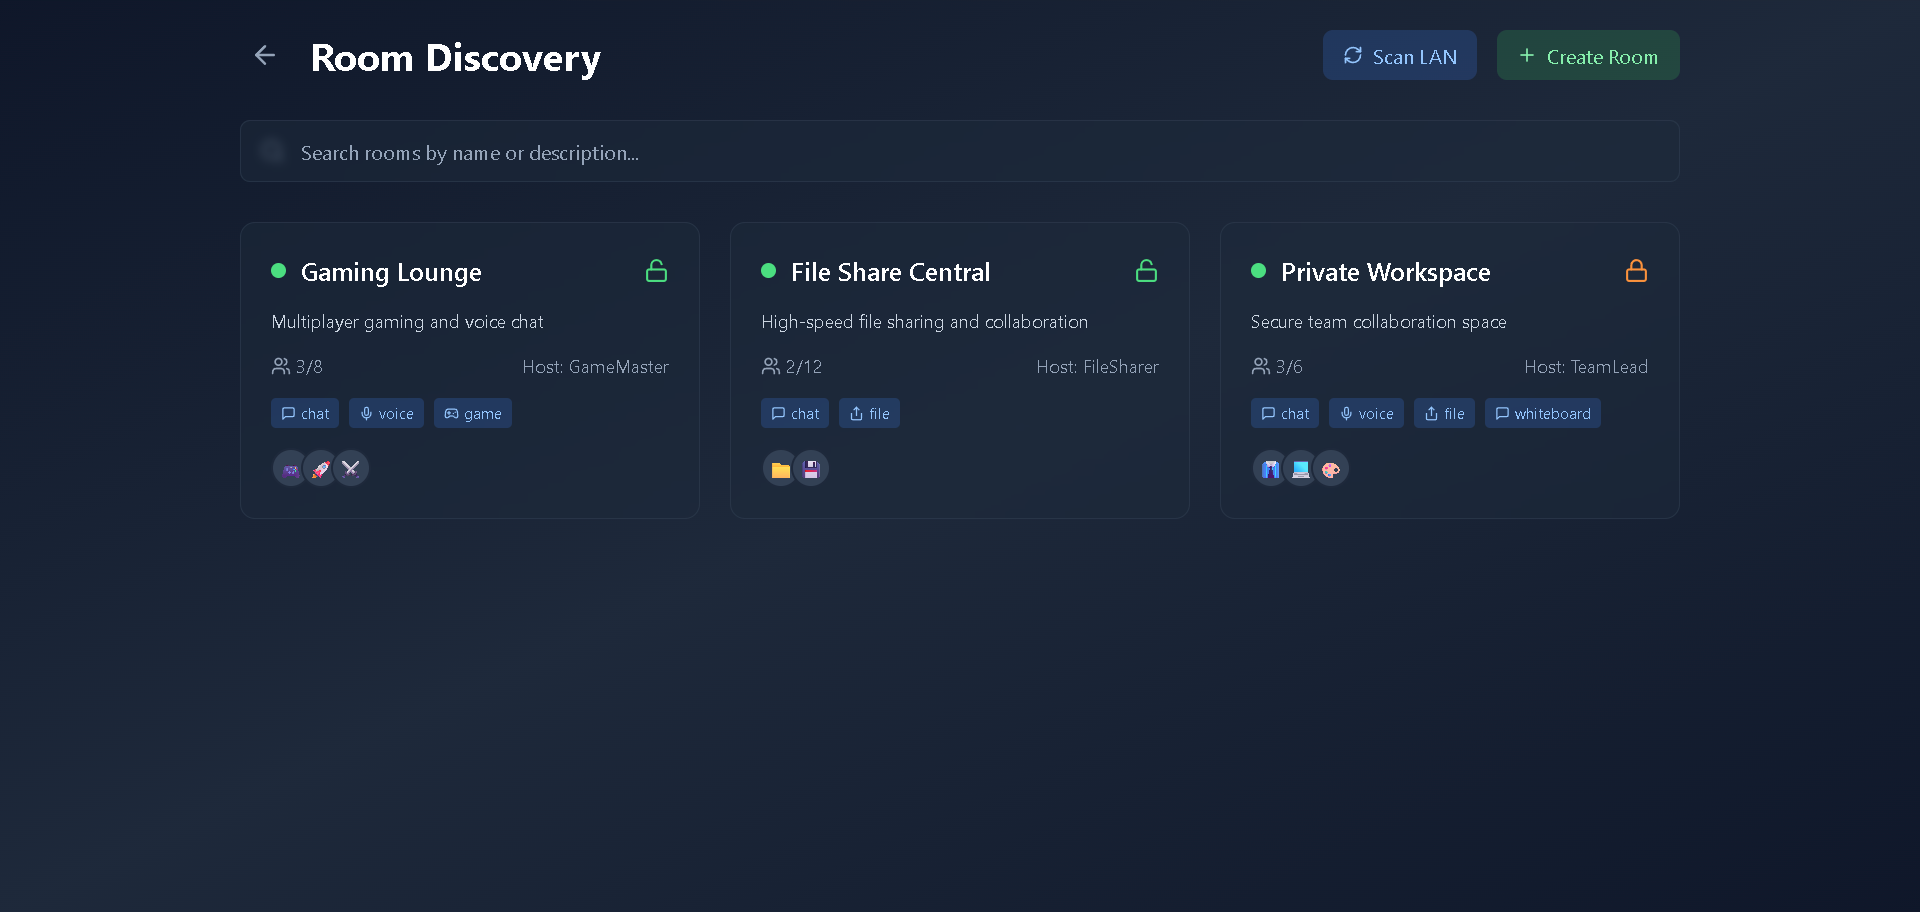 Room Discovery
Scan LAN
Create Room
Search rooms by name or description...
Gaming Lounge
Multiplayer gaming and voice chat
3/8
Host: GameMaster
chat
voice
game
File Share Central
High-speed file sharing and collaboration
2/12
Host: FileSharer
chat
file
Private Workspace
Secure team collaboration space
3/6
Host: TeamLead
chat
voice
file
whiteboard